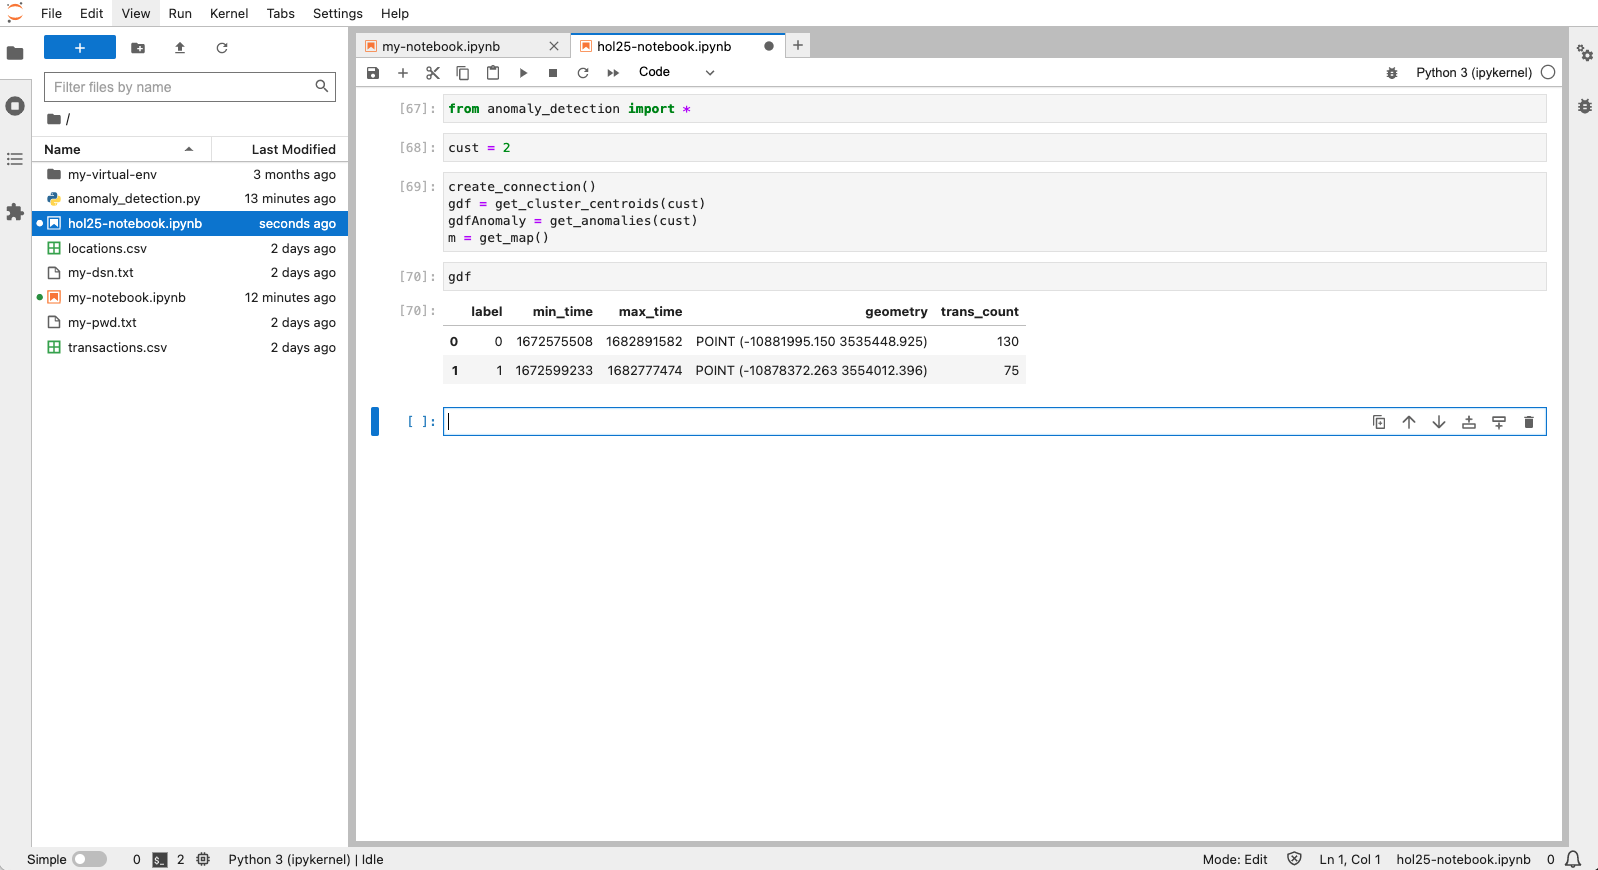 File Edit View Run Kernel Tabs Settings Help
my-notebook.ipynb hol25-notebook.ipynb
Code Python 3 (ipykernel)
Filter files by name
/
Name Last Modified
my-virtual-env 3 months ago
anomaly_detection.py 13 minutes ago
hol25-notebook.ipynb seconds ago
locations.csv 2 days ago
my-dsn.txt 2 days ago
my-notebook.ipynb 12 minutes ago
my-pwd.txt 2 days ago
transactions.csv 2 days ago
[67]: from anomaly_detection import *
[68]: cust = 2
[69]: create_connection()
gdf = get_cluster_centroids(cust)
gdfAnomaly = get_anomalies(cust)
m = get_map()
[70]: gdf
[70]: label min_time max_time geometry trans_count
0 0 1672575508 1682891582 POINT (-10881995.150 3535448.925) 130
1 1 1672599233 1682777474 POINT (-10878372.263 3554012.396) 75
[ ]:
Simple 0 $_ 2 Python 3 (ipykernel) | Idle Mode: Edit Ln 1, Col 1 hol25-notebook.ipynb 0